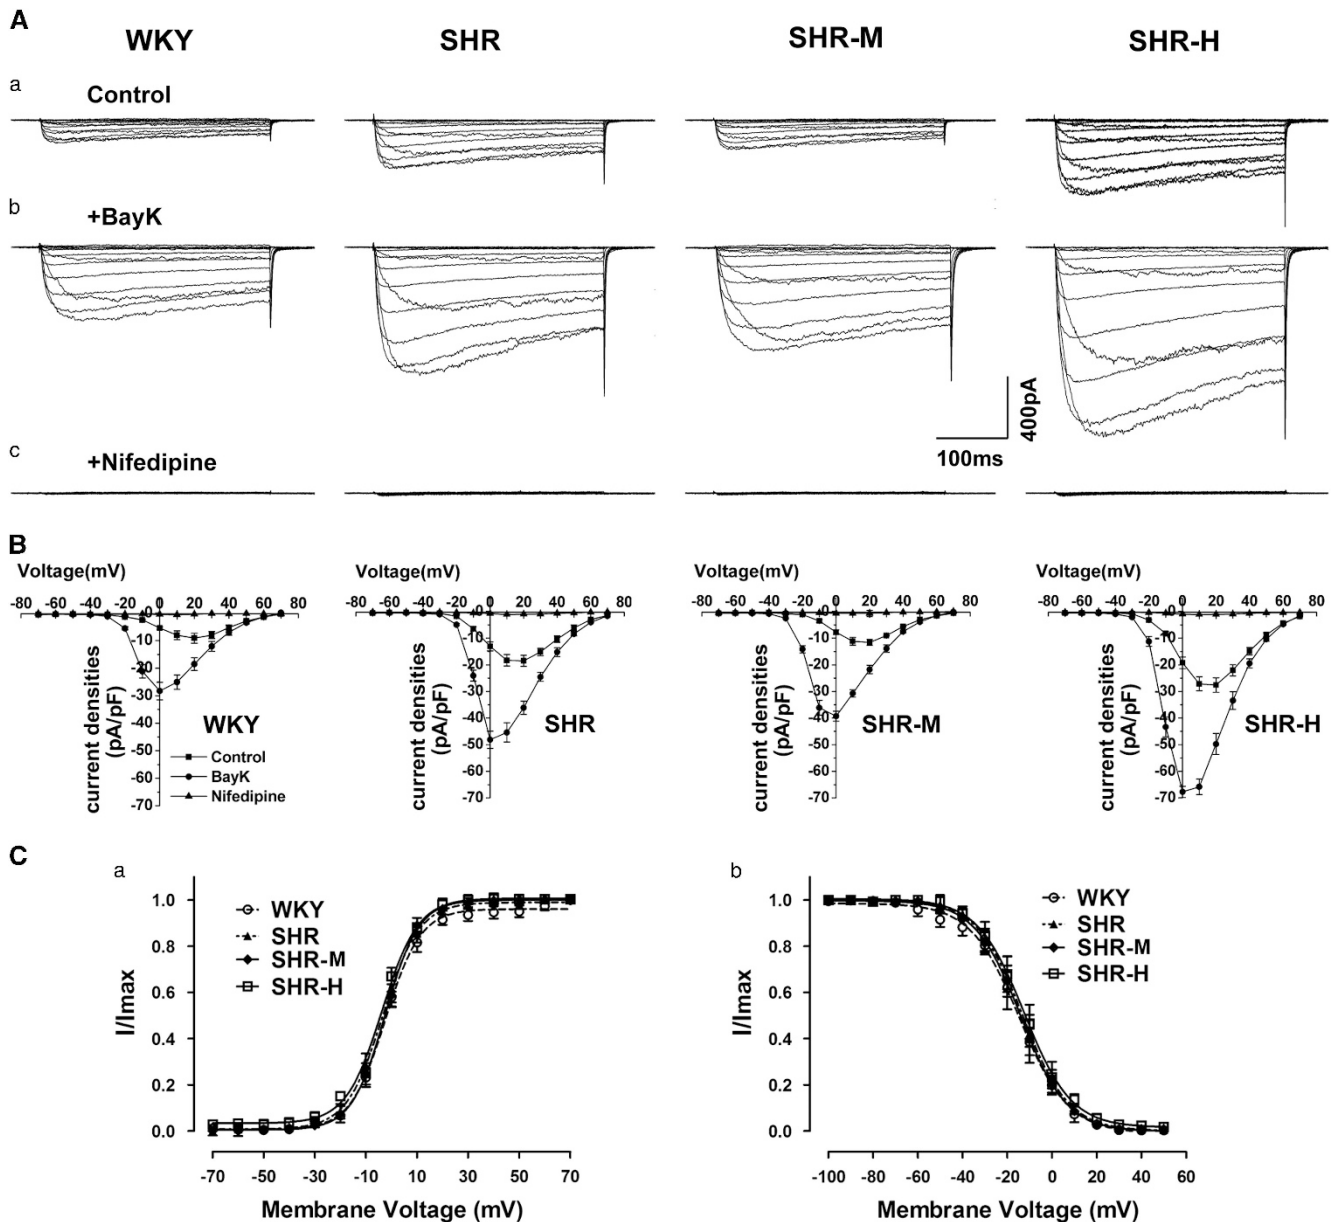 A
WKY SHR SHR-M SHR-H
a
Control
b
+BayK
400pA
100ms
c
+Nifedipine
B
Voltage(mV) Voltage(mV) Voltage(mV) Voltage(mV)
-80 -60 -40 -20 0 20 40 60 80 -80 -60 -40 -20 0 20 40 60 80 -80 -60 -40 -20 0 20 40 60 80 -80 -60 -40 -20 0 20 40 60 80
-10 -10 -10 -10
-20 -20 -20 -20
-30 -30 -30 -30
-40 -40 -40 -40
-50 -50 -50 -50
-60 -60 -60 -60
-70 -70 -70 -70
current densities (pA/pF) current densities (pA/pF) current densities (pA/pF) current densities (pA/pF)
WKY SHR SHR-M SHR-H
Control
BayK
Nifedipine
C
a
1.0
0.8
0.6
0.4
0.2
0.0
I/Imax
WKY
SHR
SHR-M
SHR-H
-70 -50 -30 -10 10 30 50 70
Membrane Voltage (mV)
b
1.0
0.8
0.6
0.4
0.2
0.0
I/Imax
WKY
SHR
SHR-M
SHR-H
-100 -80 -60 -40 -20 0 20 40 60
Membrane Voltage (mV)